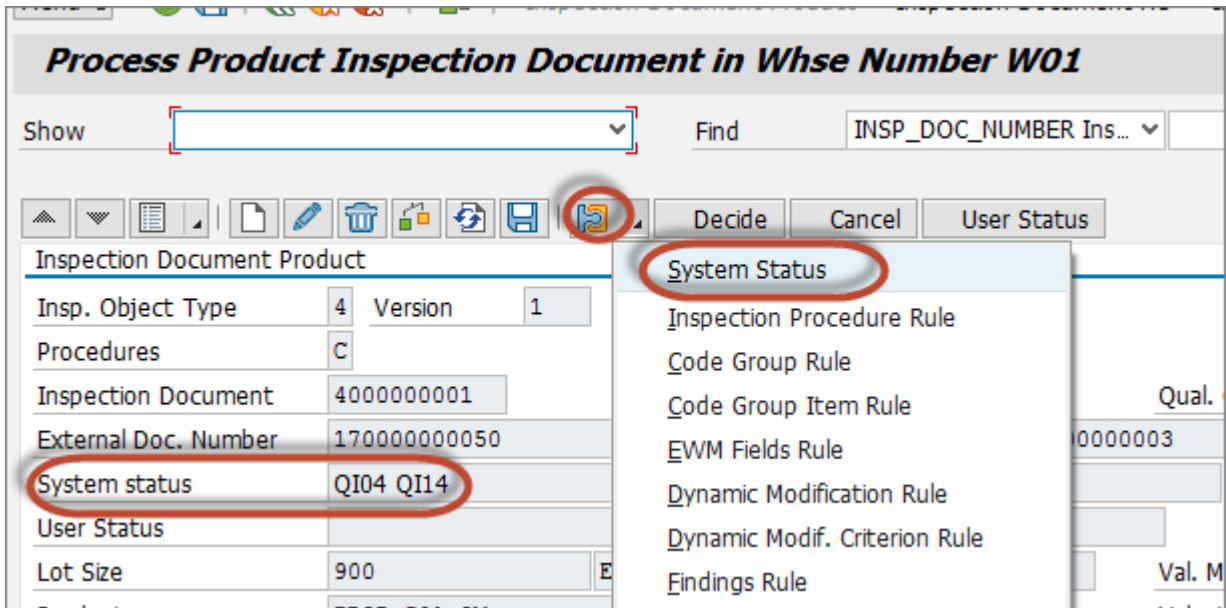 Process Product Inspection Document in Whse Number W01
Show Find INSP_DOC_NUMBER Ins...
Decide Cancel User Status
Inspection Document Product
System Status
Insp. Object Type 4 Version 1
Inspection Procedure Rule
Procedures C
Code Group Rule
Inspection Document 4000000001 Qual.
Code Group Item Rule
External Doc. Number 170000000050 00000003
EWM Fields Rule
System status QI04 QI14
Dynamic Modification Rule
User Status
Dynamic Modif. Criterion Rule
Lot Size 900 E Val. M
Findings Rule